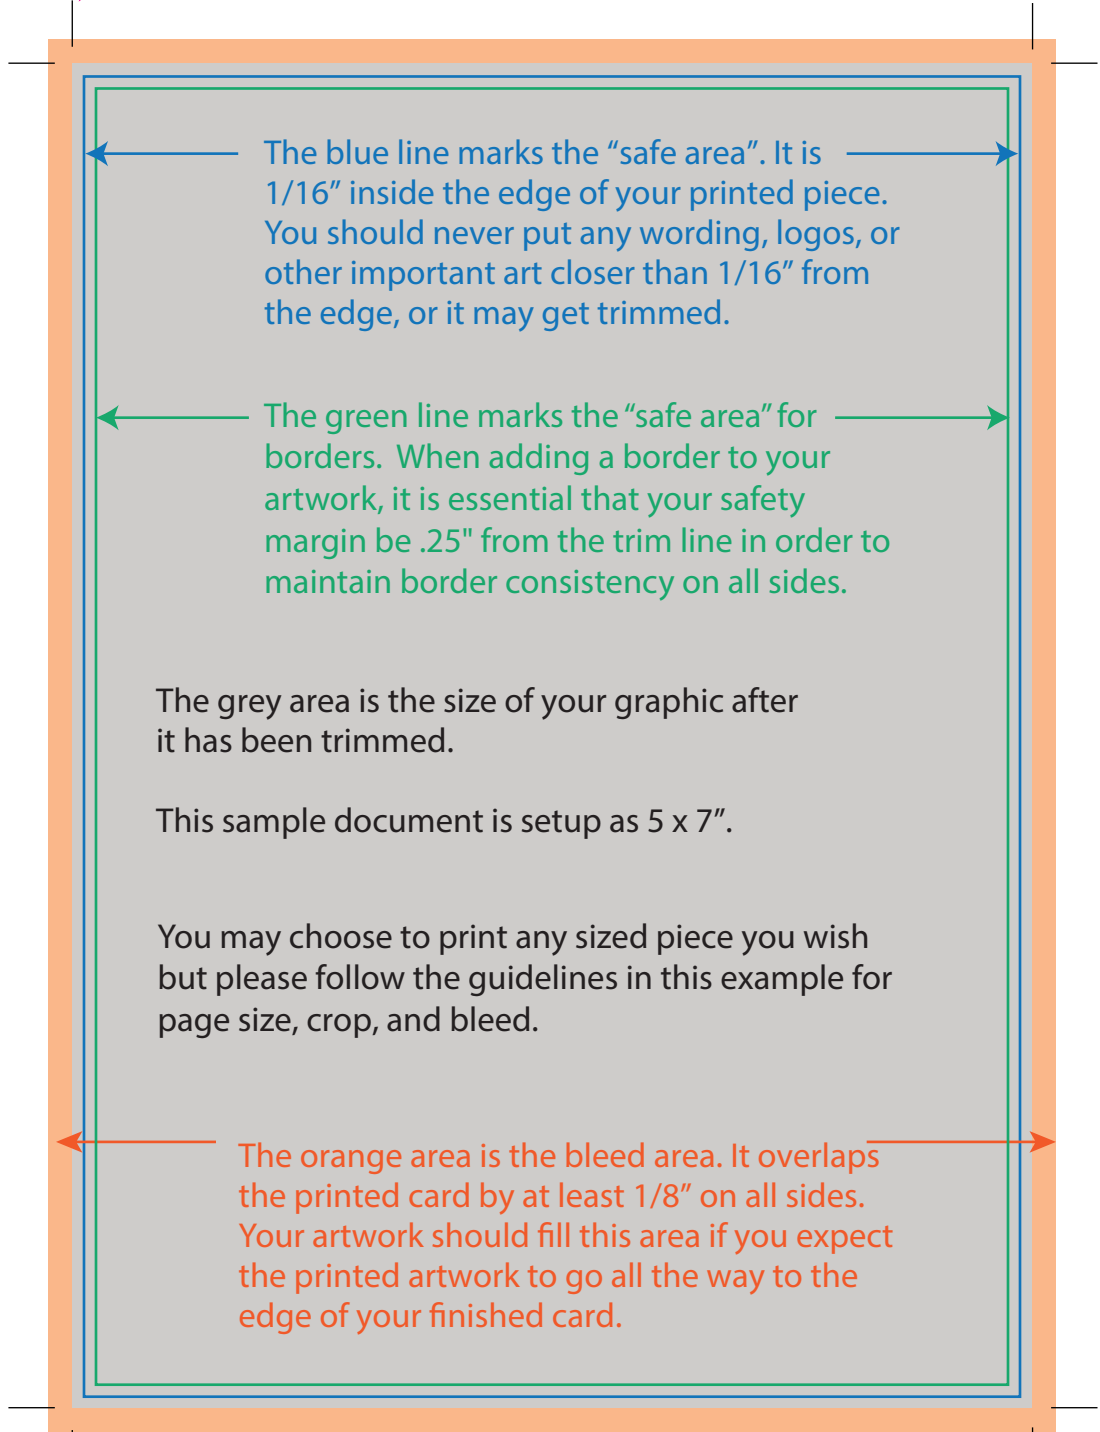 The blue line marks the “safe area”. It is
1/16” inside the edge of your printed piece.
You should never put any wording, logos, or
other important art closer than 1/16” from
the edge, or it may get trimmed.
The green line marks the “safe area” for
borders.  When adding a border to your
artwork, it is essential that your safety
margin be .25" from the trim line in order to
maintain border consistency on all sides.
The grey area is the size of your graphic after
it has been trimmed.
This sample document is setup as 5 x 7”.
You may choose to print any sized piece you wish
but please follow the guidelines in this example for
page size, crop, and bleed.
The orange area is the bleed area. It overlaps
the printed card by at least 1/8” on all sides.
Your artwork should fill this area if you expect
the printed artwork to go all the way to the
edge of your finished card.